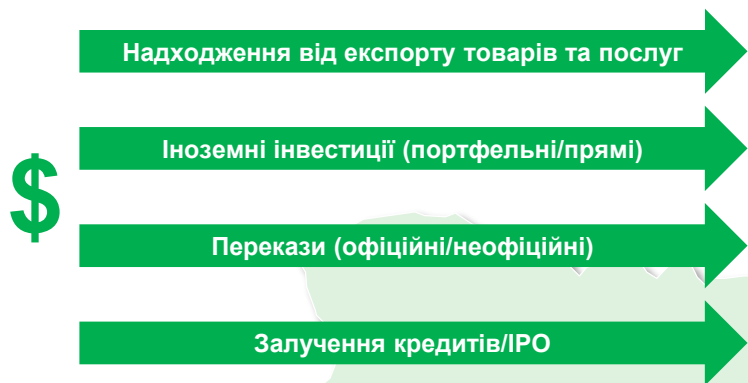 Надходження від експорту товарів та послуг
Іноземні інвестиції (портфельні/прямі)
$
Перекази (офіційні/неофіційні)
Залучення кредитів/IPO